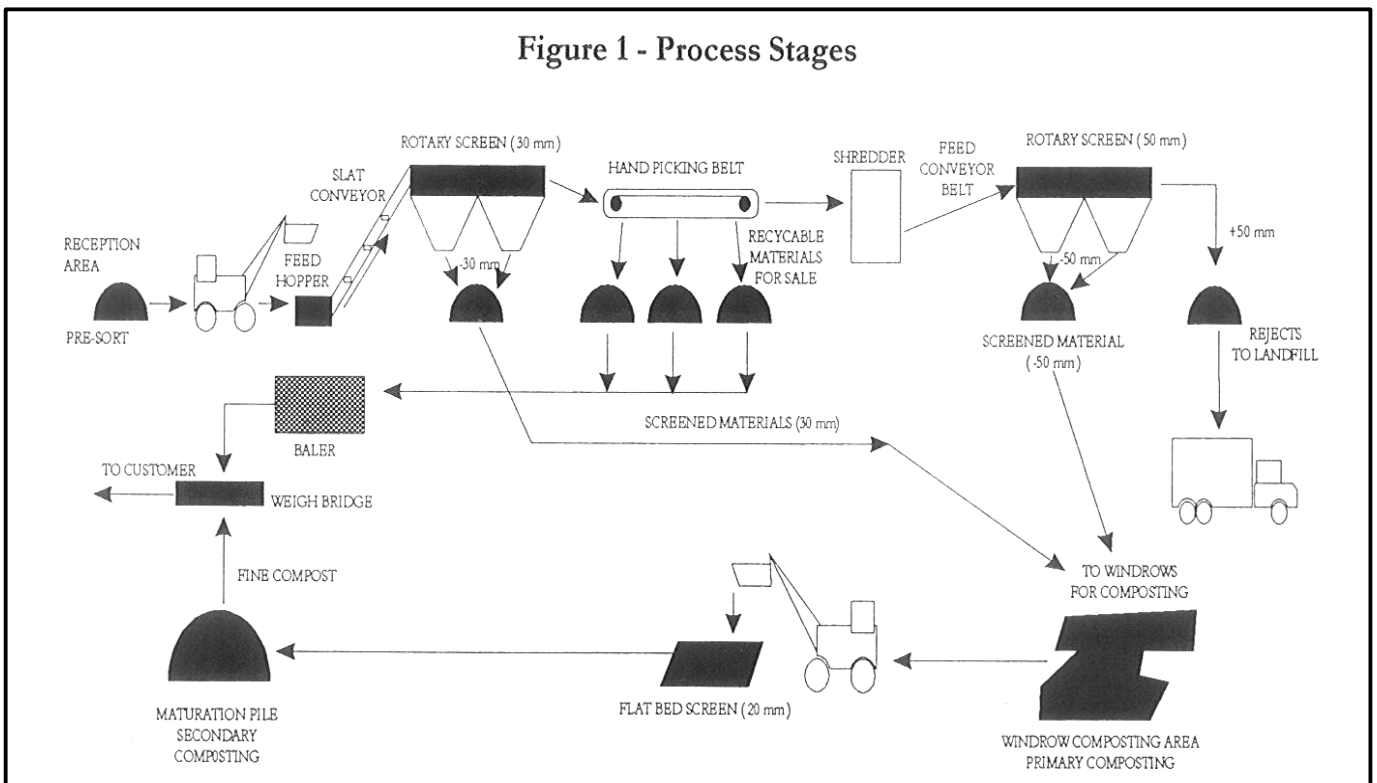 Figure 1 - Process Stages
ROTARY SCREEN (30 mm)
SLAT
CONVEYOR
HAND PICKING BELT
SHREDDER
FEED
CONVEYOR
BELT
ROTARY SCREEN (50 mm)
RECEPTION
AREA
FEED
HOPPER
-30 mm
RECYCABLE
MATERIALS
FOR SALE
-50 mm
+50 mm
PRE-SORT
SCREENED MATERIAL
(-50 mm)
REJECTS
TO LANDFILL
BALER
SCREENED MATERIALS (30 mm)
TO CUSTOMER
WEIGH BRIDGE
FINE COMPOST
TO WINDROWS
FOR COMPOSTING
MATURATION PILE
SECONDARY
COMPOSTING
FLAT BED SCREEN (20 mm)
WINDROW COMPOSTING AREA
PRIMARY COMPOSTING